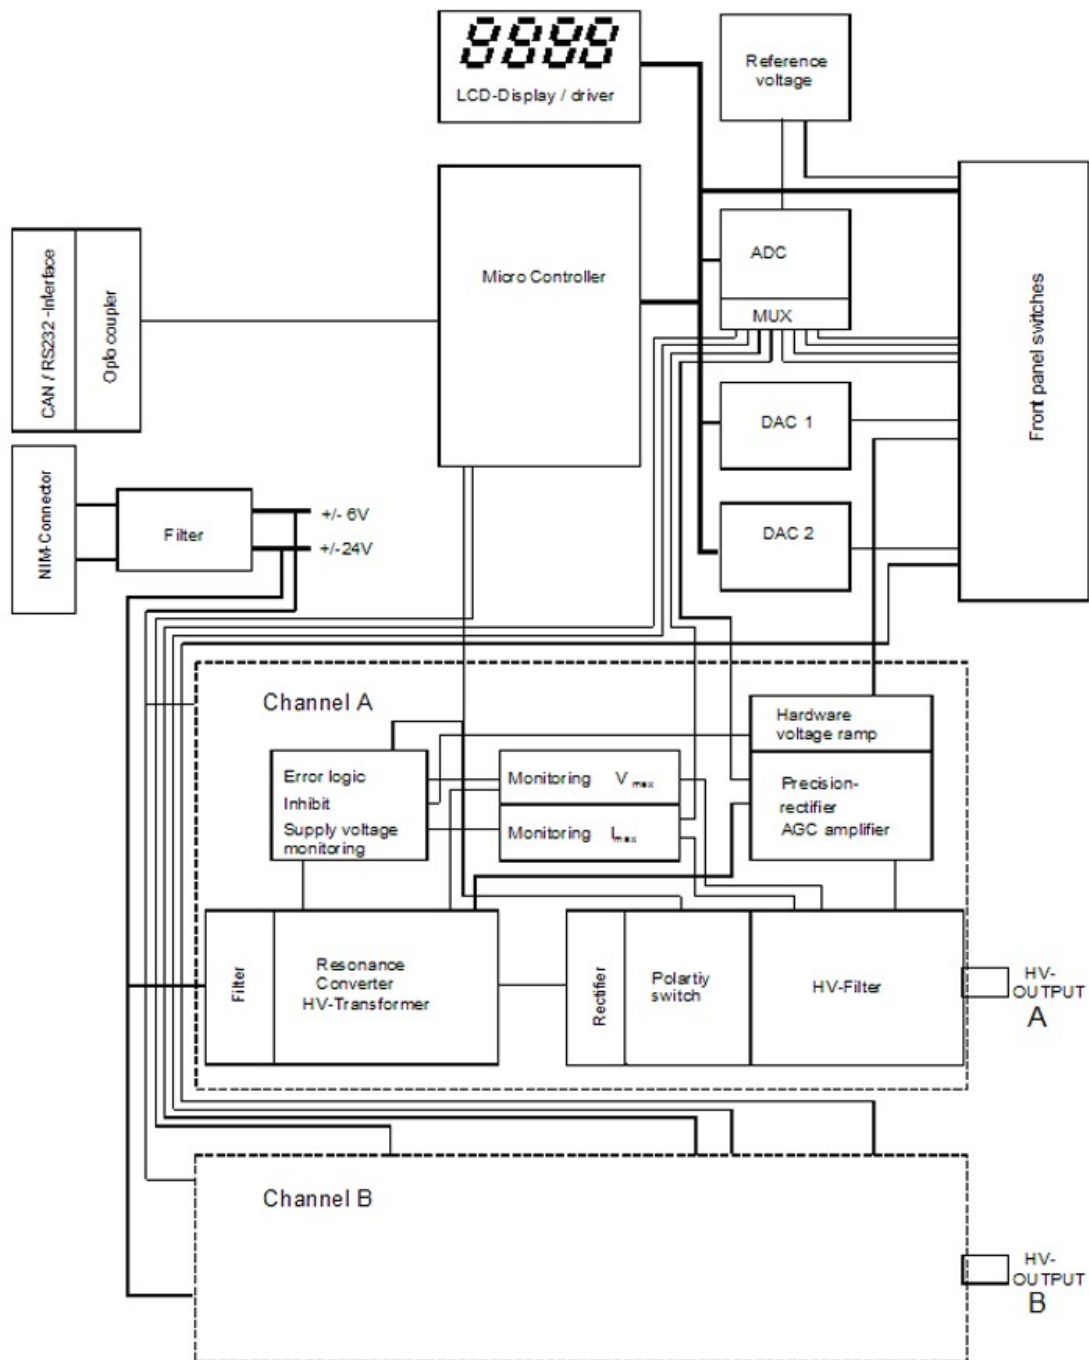 8888
LCD-Display / driver
Reference
voltage
Micro Controller
ADC
MUX
CAN / RS232 -Interface
Opto coupler
Front panel switches
DAC 1
DAC 2
NIM-Connector
Filter
+/- 6V
+/-24V
Channel A
Hardware
voltage ramp
Error logic
Inhibit
Supply voltage
monitoring
Monitoring V max
Monitoring I max
Precision-
rectifier
AGC amplifier
Filter
Resonance
Converter
HV-Transformer
Rectifier
Polartiy
switch
HV-Filter
HV-
OUTPUT
A
Channel B
HV-
OUTPUT
B